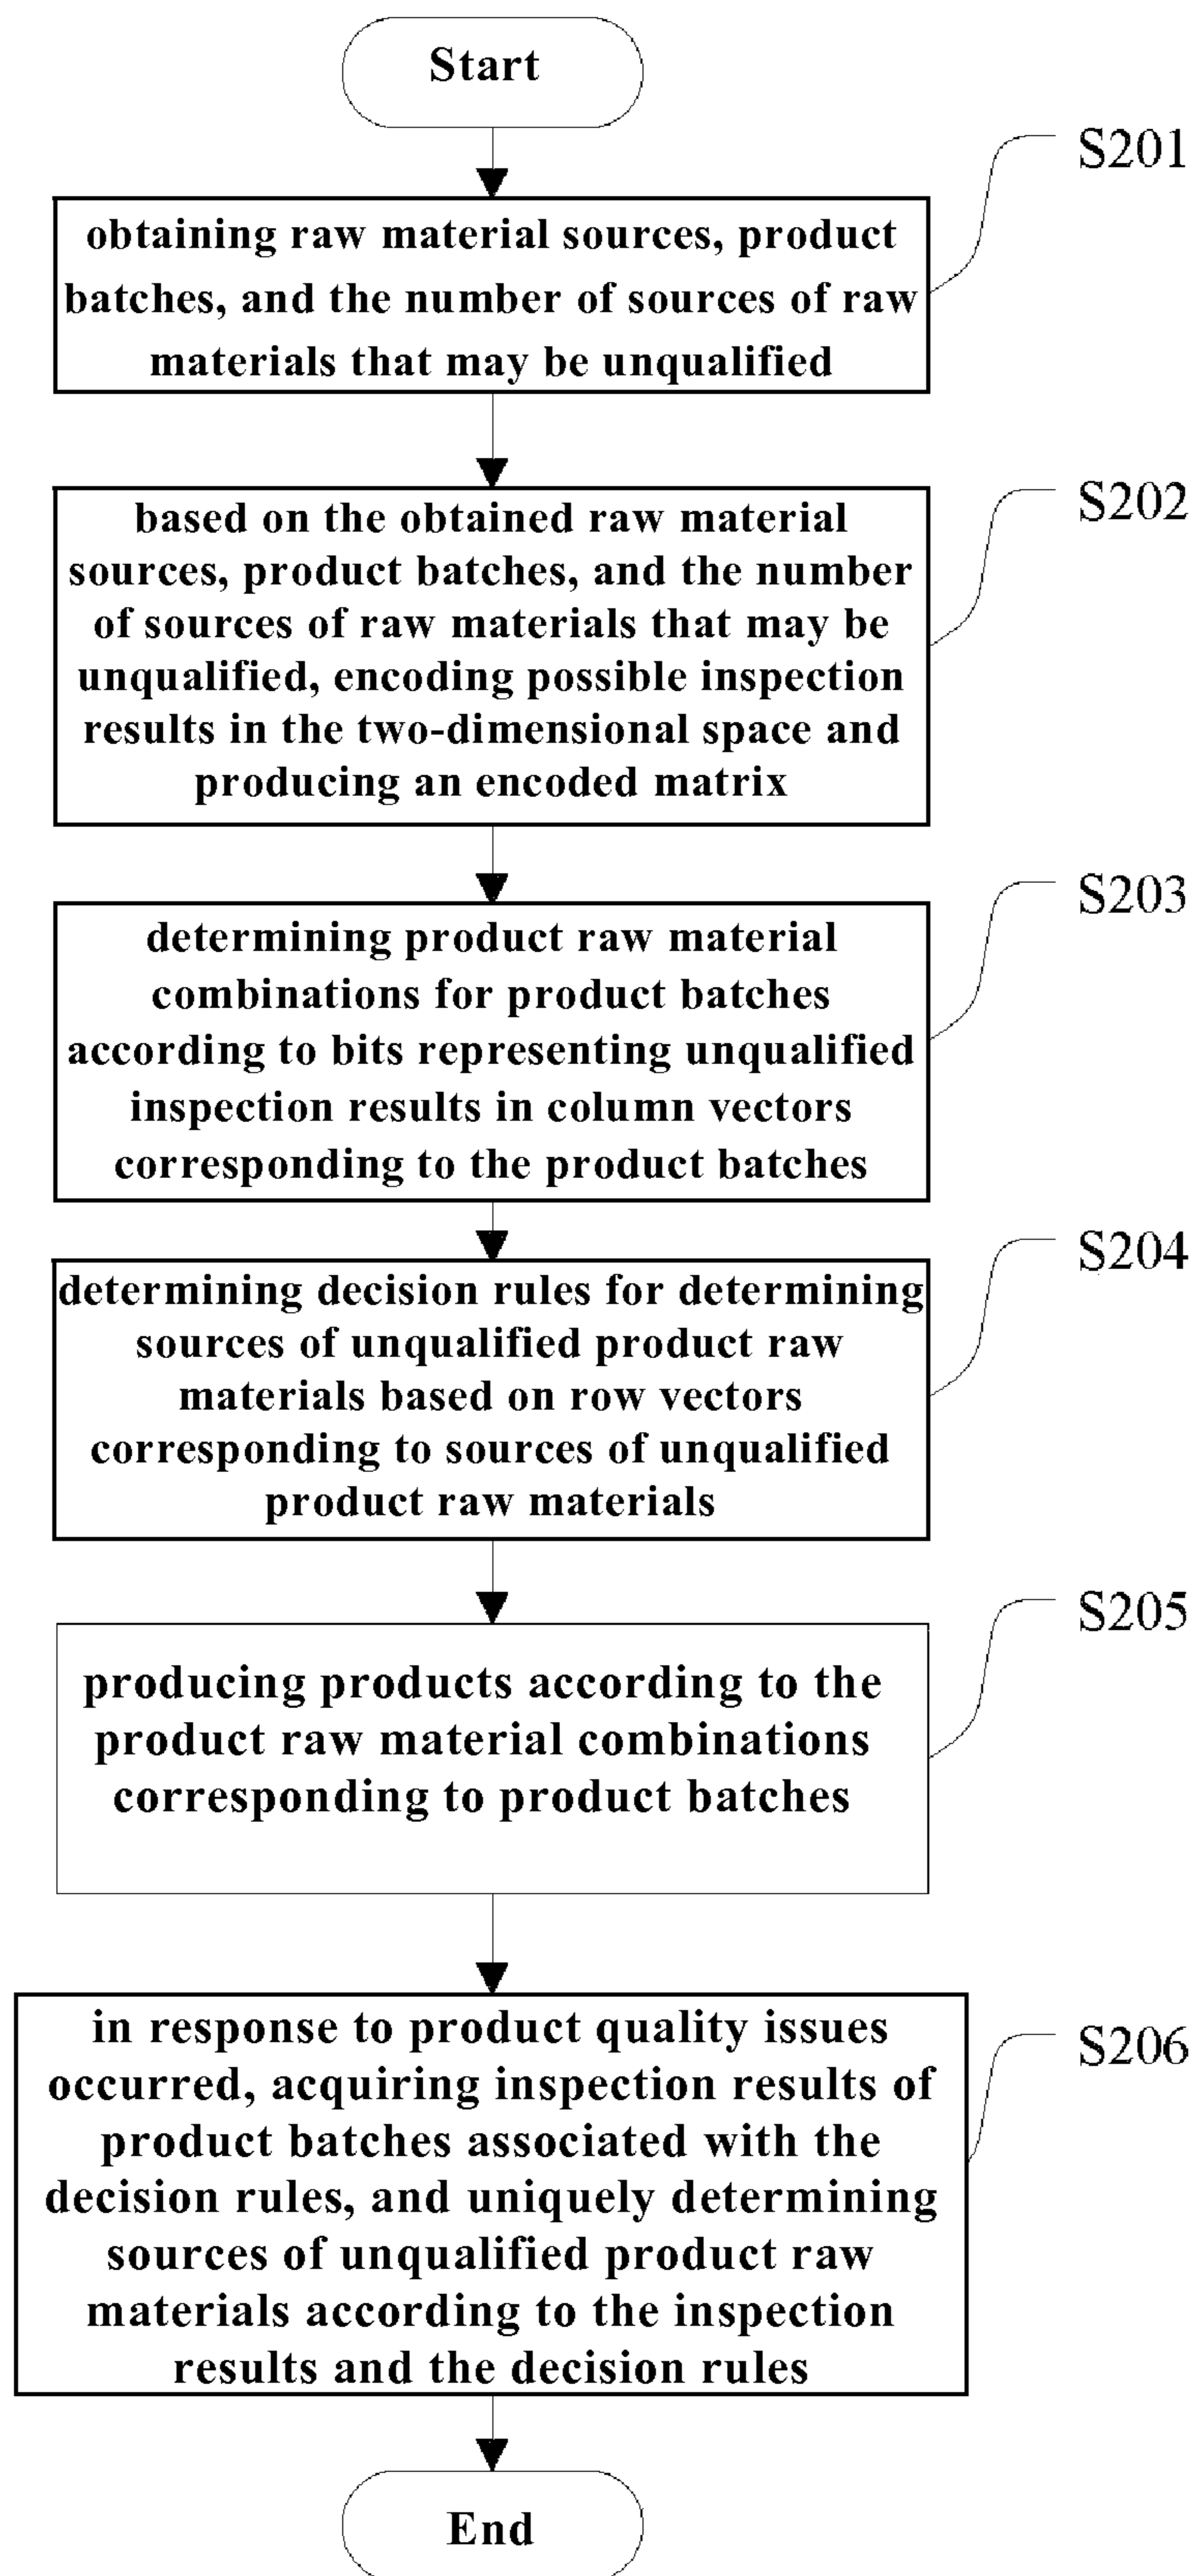 Start
S201
obtaining raw material sources, product
batches, and the number of sources of raw
materials that may be unqualified
S202
based on the obtained raw material
sources, product batches, and the number
of sources of raw materials that may be
unqualified, encoding possible inspection
results in the two-dimensional space and
producing an encoded matrix
S203
determining product raw material
combinations for product batches
according to bits representing unqualified
inspection results in column vectors
corresponding to the product batches
S204
determining decision rules for determining
sources of unqualified product raw
materials based on row vectors
corresponding to sources of unqualified
product raw materials
S205
producing products according to the
product raw material combinations
corresponding to product batches
S206
in response to product quality issues
occurred, acquiring inspection results of
product batches associated with the
decision rules, and uniquely determining
sources of unqualified product raw
materials according to the inspection
results and the decision rules
End